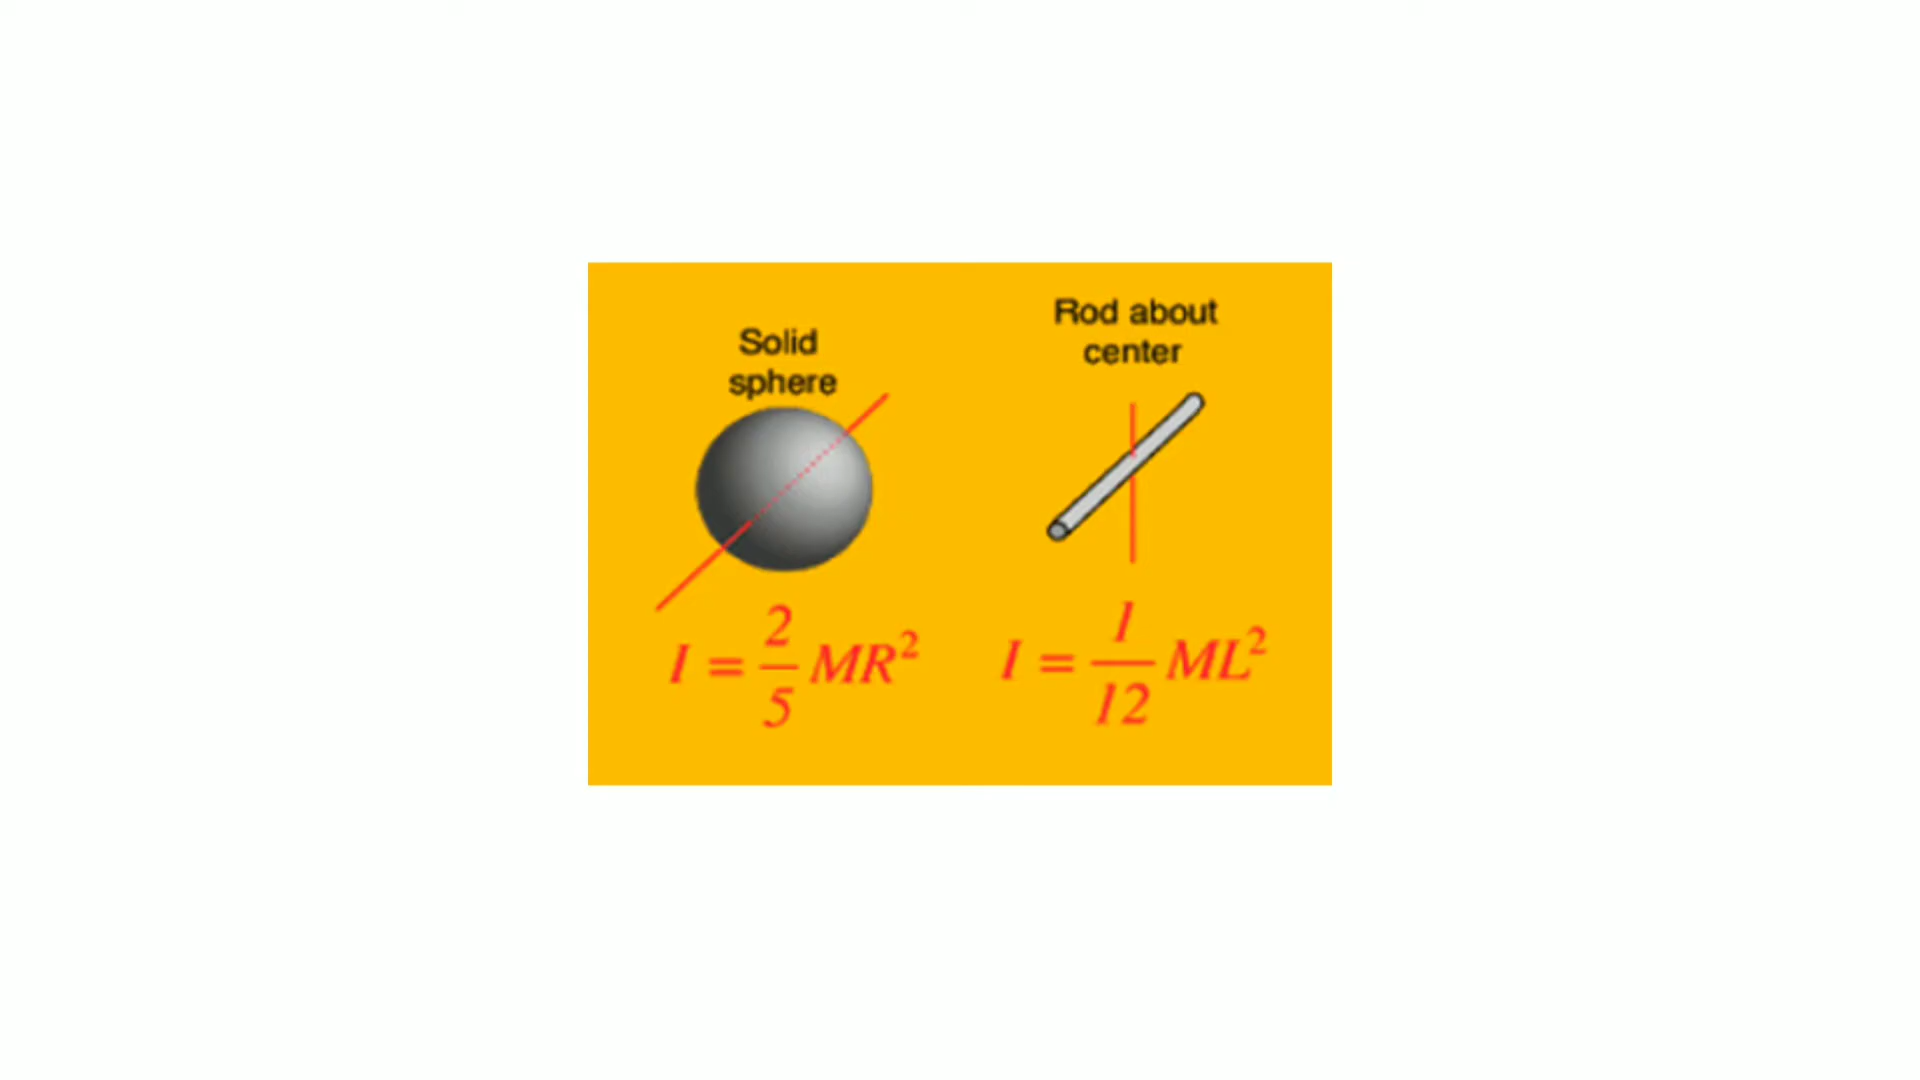 Solid
sphere
I = 2/5 MR²
Rod about
center
I = 1/12 ML²